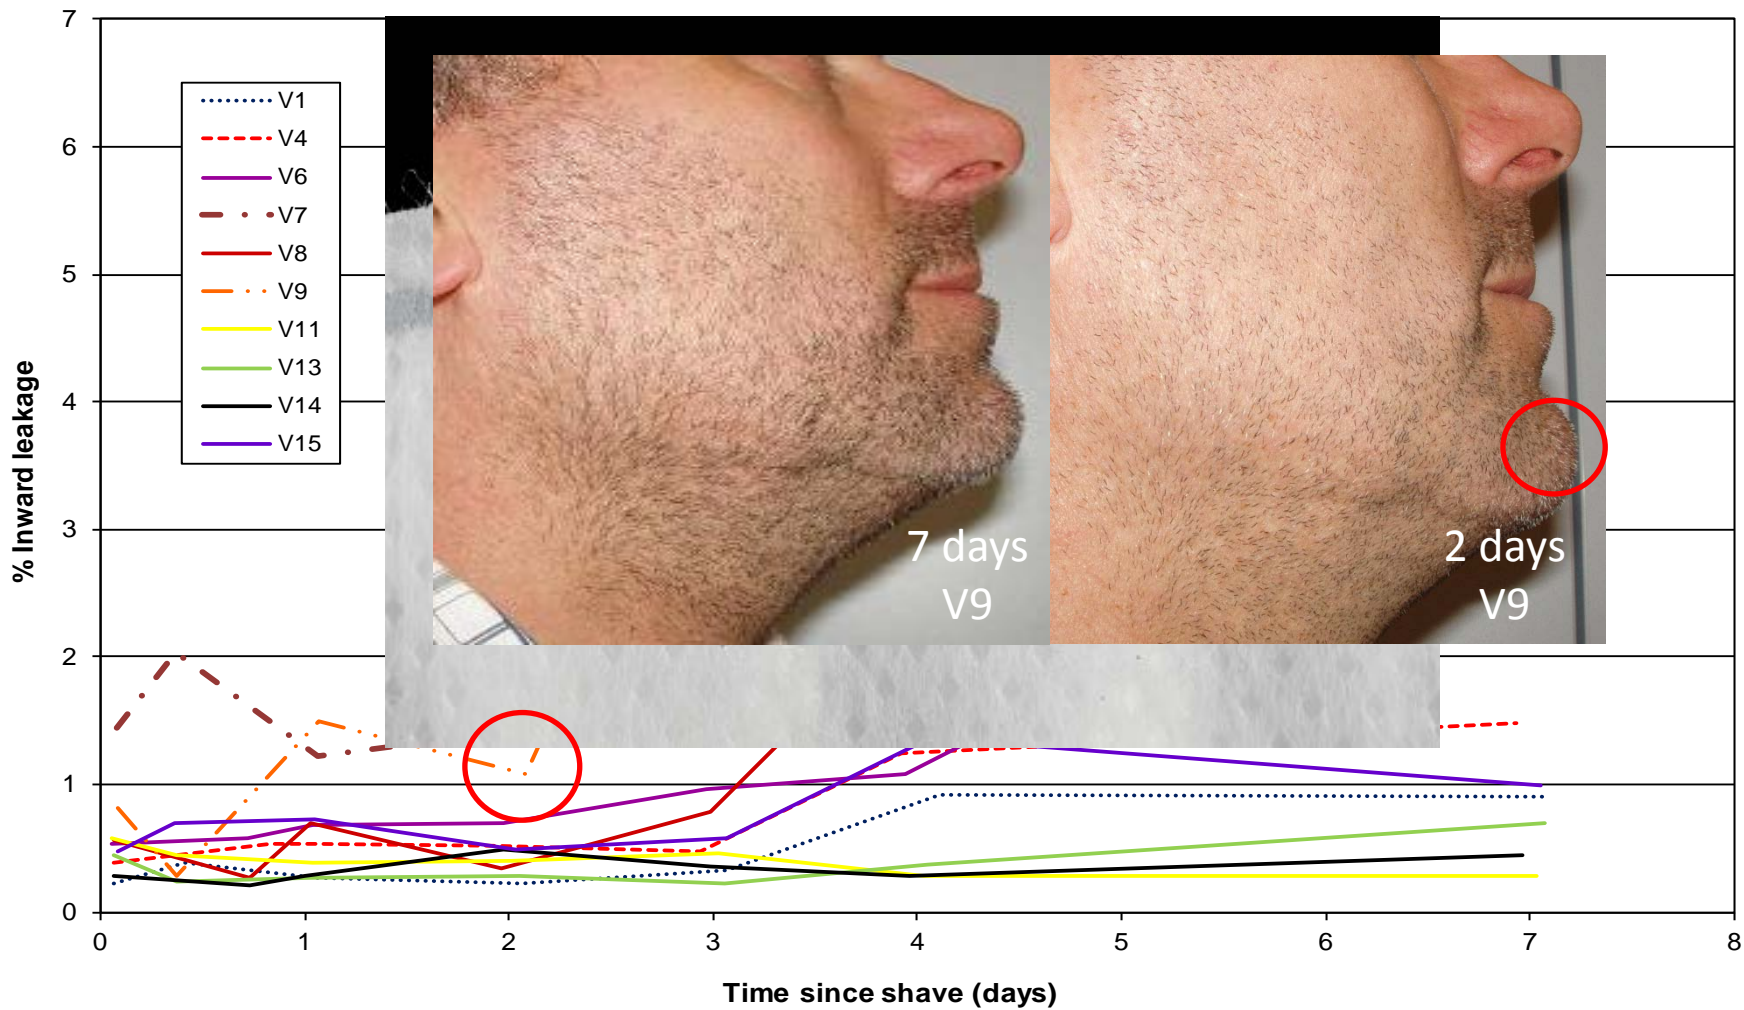 7
6
5
4
3
2
1
0
% Inward leakage
V1
V4
V6
V7
V8
V9
V11
V13
V14
V15
7 days
V9
2 days
V9
0 1 2 3 4 5 6 7 8
Time since shave (days)